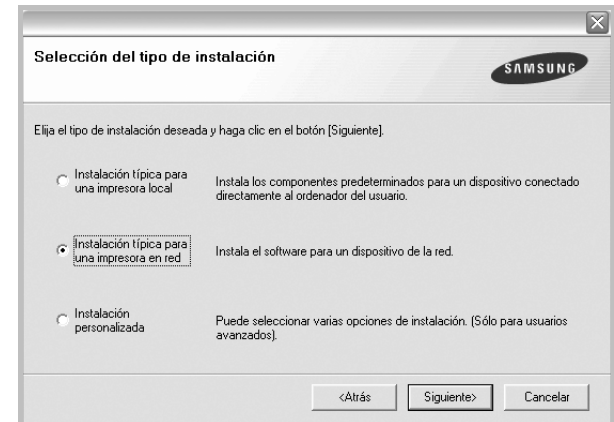 Selección del tipo de instalación
SAMSUNG
Elija el tipo de instalación deseada y haga clic en el botón [Siguiente].
Instalación típica para
una impresora local
Instala los componentes predeterminados para un dispositivo conectado
directamente al ordenador del usuario.
Instalación típica para
una impresora en red
Instala el software para un dispositivo de la red.
Instalación
personalizada
Puede seleccionar varias opciones de instalación. (Sólo para usuarios
avanzados).
<Atrás
Siguiente>
Cancelar